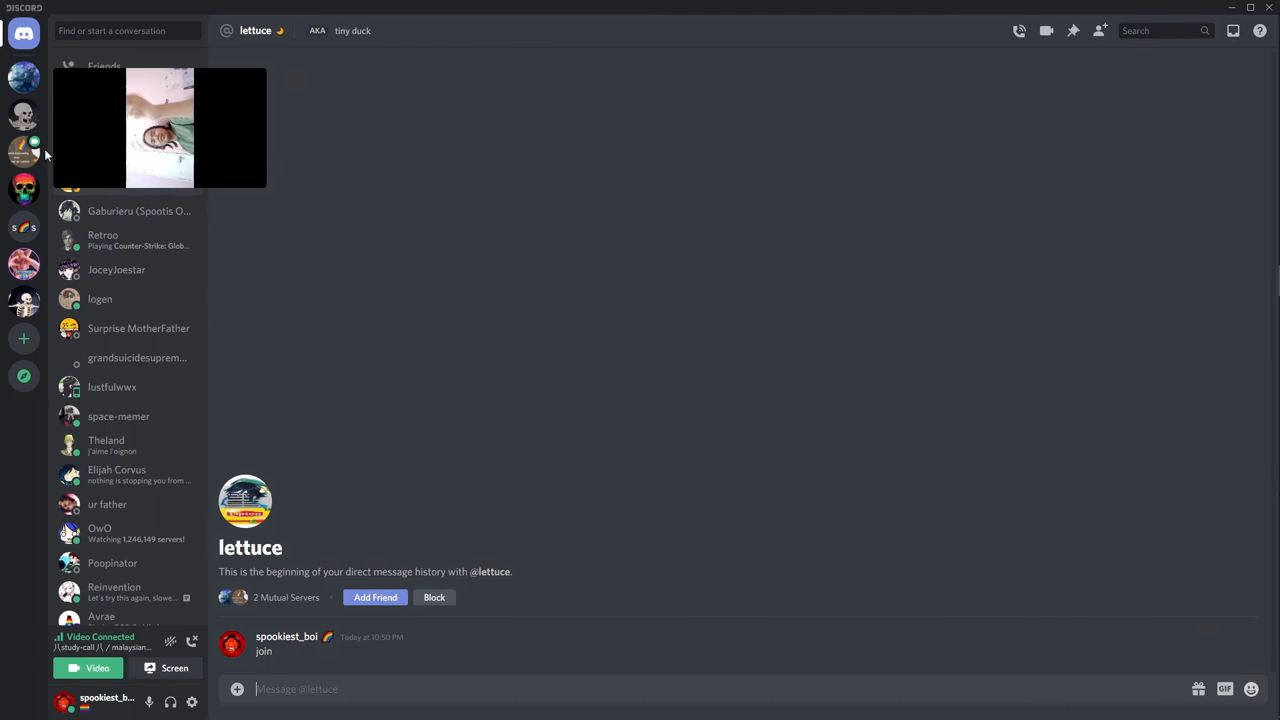 DISCORD
Find or start a conversation
lettuce
AKA
tiny duck
Search
Friends
Gaburieru (Spootis O...
Retroo
Playing Counter-Strike: Glob...
JoceyJoestar
logen
Surprise MotherFather
grandsuicidesuprem...
lustfulwwx
space-memer
Theland
j'aime l'oignon
Elijah Corvus
nothing is stopping you from ...
ur father
OwO
Watching 1,246,149 servers!
Poopinator
Reinvention
Let's try this again, slowe...
Avrae
Video Connected
study-call
/ malaysian...
Video
Screen
spookiest_b...
S S
lettuce
This is the beginning of your direct message history with @lettuce.
2 Mutual Servers
Add Friend
Block
spookiest_boi
Today at 10:50 PM
join
Message @lettuce
GIF